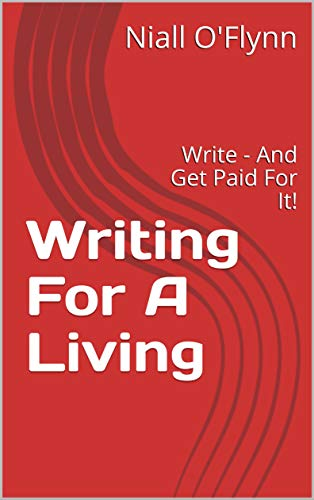 Niall O'Flynn
Write - And
Get Paid For
It!
Writing
For A
Living